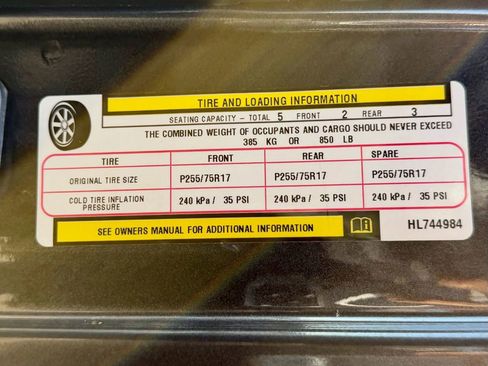 TIRE AND LOADING INFORMATION
SEATING CAPACITY - TOTAL 5 FRONT 2 REAR 3
THE COMBINED WEIGHT OF OCCUPANTS AND CARGO SHOULD NEVER EXCEED
385 KG OR 850 LB
TIRE FRONT REAR SPARE
ORIGINAL TIRE SIZE P255/75R17 P255/75R17 P255/75R17
COLD TIRE INFLATION PRESSURE 240 kPa / 35 PSI 240 kPa / 35 PSI 240 kPa / 35 PSI
SEE OWNERS MANUAL FOR ADDITIONAL INFORMATION HL744984